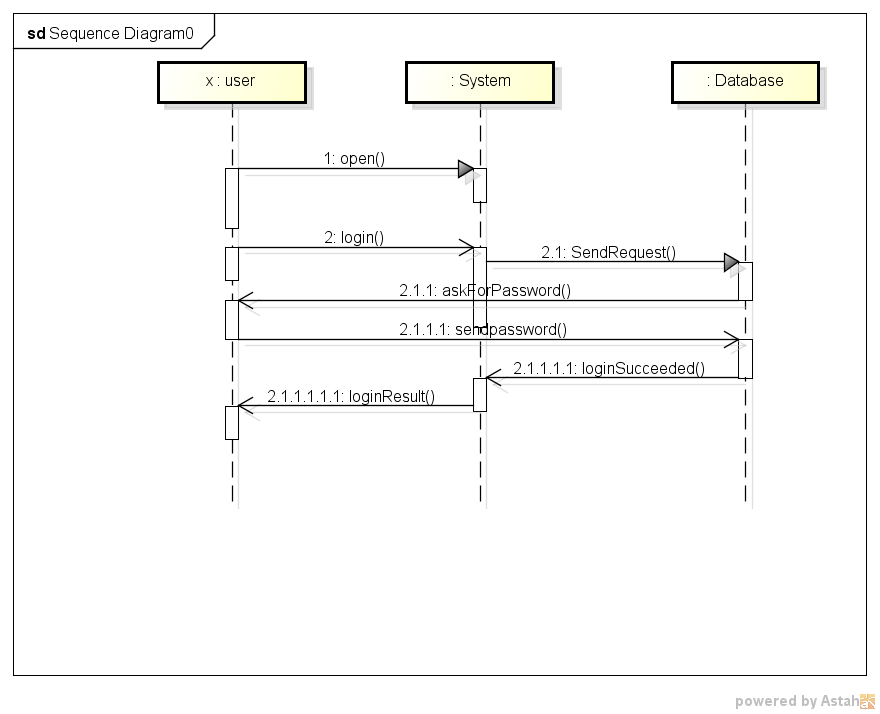 sd Sequence Diagram0
x : user
: System
: Database
1: open()
2: login()
2.1: SendRequest()
2.1.1: askForPassword()
2.1.1.1: sendpassword()
2.1.1.1.1: loginSucceeded()
2.1.1.1.1.1: loginResult()
powered by Astah